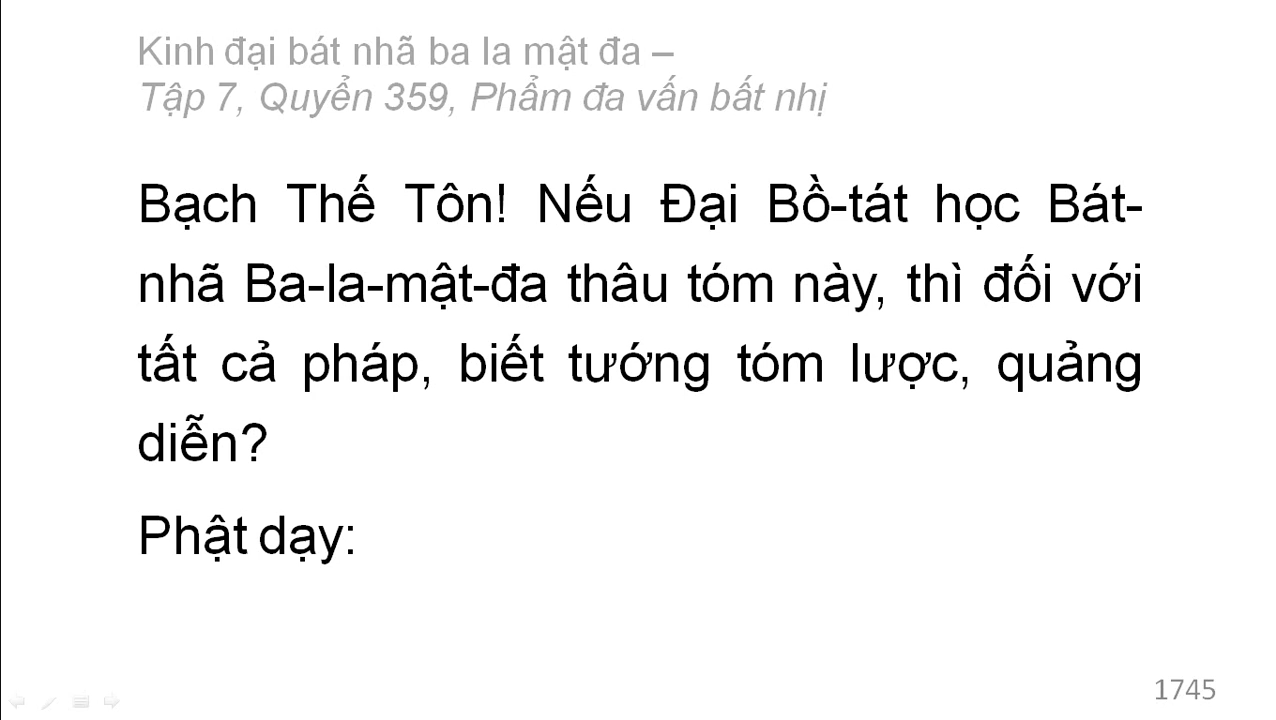 Kinh đại bát nhã ba la mật đa –
Tập 7, Quyển 359, Phẩm đa vấn bất nhị
Bạch Thế Tôn! Nếu Đại Bồ-tát học Bát-
nhã Ba-la-mật-đa thâu tóm này, thì đối với
tất cả pháp, biết tướng tóm lược, quảng
diễn?
Phật dạy:
1745